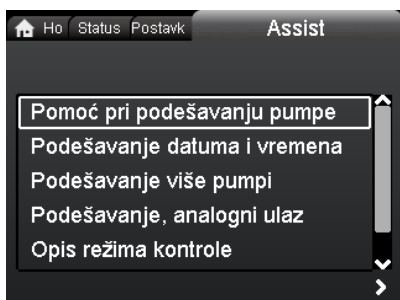 Ho Status Postavk Assist
Pomoć pri podešavanju pumpe
Podešavanje datuma i vremena
Podešavanje više pumpi
Podešavanje, analogni ulaz
Opis režima kontrole